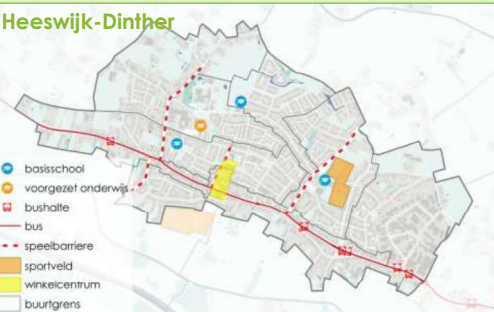 Heeswijk-Dinther
basisschool
voorgezet onderwijs
bushalte
bus
speelbarriere
sportveld
winkelcentrum
buurtgrens